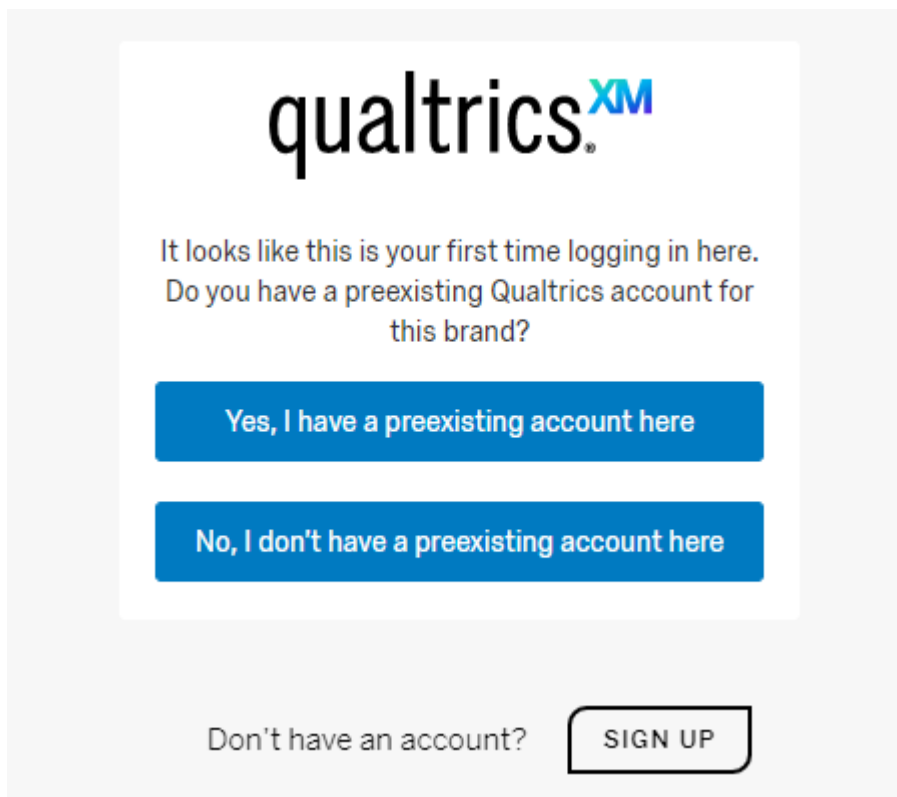 qualtrics.XM®
It looks like this is your first time logging in here.
Do you have a preexisting Qualtrics account for
this brand?
Yes, I have a preexisting account here
No, I don't have a preexisting account here
Don't have an account? SIGN UP